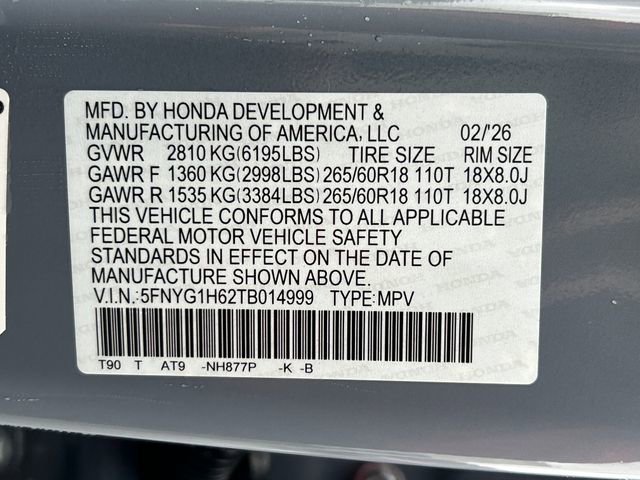 MFD. BY HONDA DEVELOPMENT &
MANUFACTURING OF AMERICA, LLC 02/'26
GVWR 2810 KG(6195LBS) TIRE SIZE RIM SIZE
GAWR F 1360 KG(2998LBS) 265/60R18 110T 18X8.0J
GAWR R 1535 KG(3384LBS) 265/60R18 110T 18X8.0J
THIS VEHICLE CONFORMS TO ALL APPLICABLE
FEDERAL MOTOR VEHICLE SAFETY
STANDARDS IN EFFECT ON THE DATE OF
MANUFACTURE SHOWN ABOVE.
V.I.N.:5FNYG1H62TB014999 TYPE:MPV
T90 T AT9 -NH877P -K -B